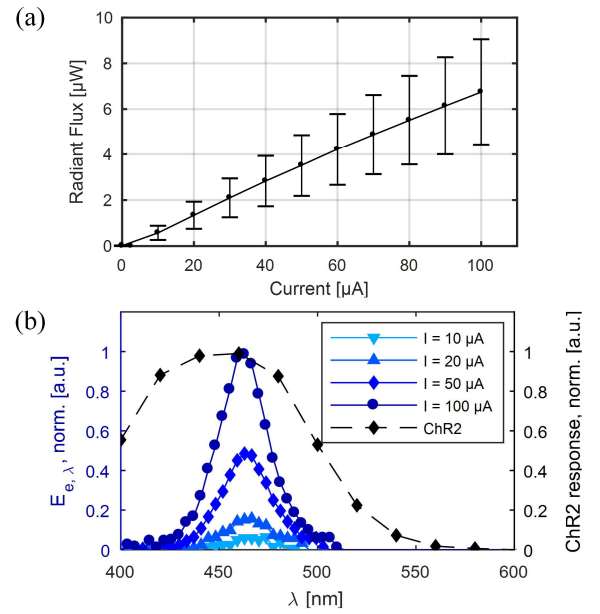 (a)
10
8
6
4
2
0
Radiant Flux [µW]
0 20 40 60 80 100
Current [µA]
(b)
1
0.8
0.6
0.4
0.2
0
E e, λ, norm. [a.u.]
I = 10 µA
I = 20 µA
I = 50 µA
I = 100 µA
ChR2
1
0.8
0.6
0.4
0.2
0
ChR2 response, norm. [a.u.]
400 450 500 550 600
λ [nm]